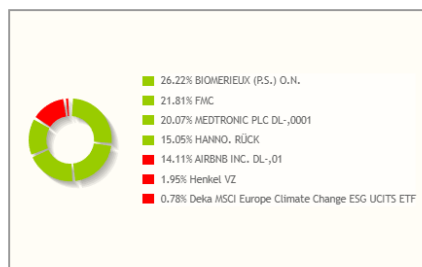 26.22% BIOMERIEUX (P.S.) O.N.
21.81% FMC
20.07% MEDTRONIC PLC DL-,0001
15.05% HANNO. RÜCK
14.11% AIRBNB INC. DL-,01
1.95% Henkel VZ
0.78% Deka MSCI Europe Climate Change ESG UCITS ETF